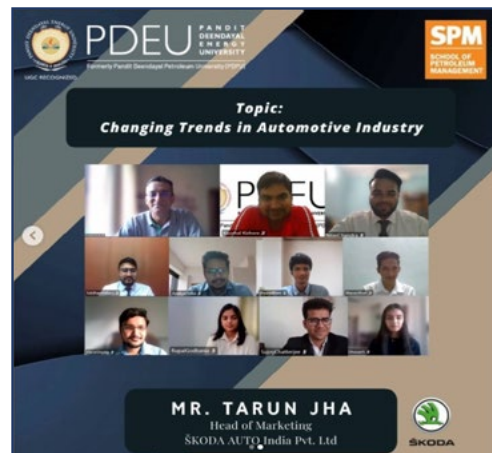 PDEU
PANDIT
DEENDAYAL
ENERGY
UNIVERSITY
Formerly Pandit Deendayal Petroleum University (PDPU)
UGC RECOGNIZED
SPM
SCHOOL OF
PETROLEUM
MANAGEMENT
Topic:
Changing Trends in Automotive Industry
PDEU
MR. TARUN JHA
Head of Marketing
ŠKODA AUTO India Pvt. Ltd
ŠKODA